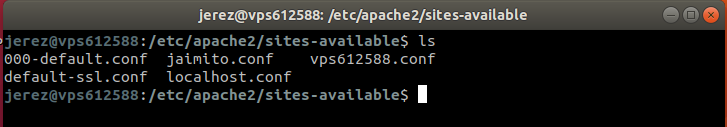 jerez@vps612588: /etc/apache2/sites-available
jerez@vps612588:/etc/apache2/sites-available$ ls
000-default.conf  jaimito.conf    vps612588.conf
default-ssl.conf  localhost.conf
jerez@vps612588:/etc/apache2/sites-available$